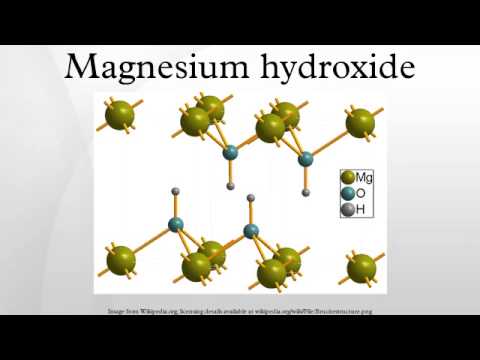 Magnesium hydroxide
Mg
O
H
Image from Wikipedia.org, licensing details available at wikipedia.org/wiki/File:Brucitestructure.png